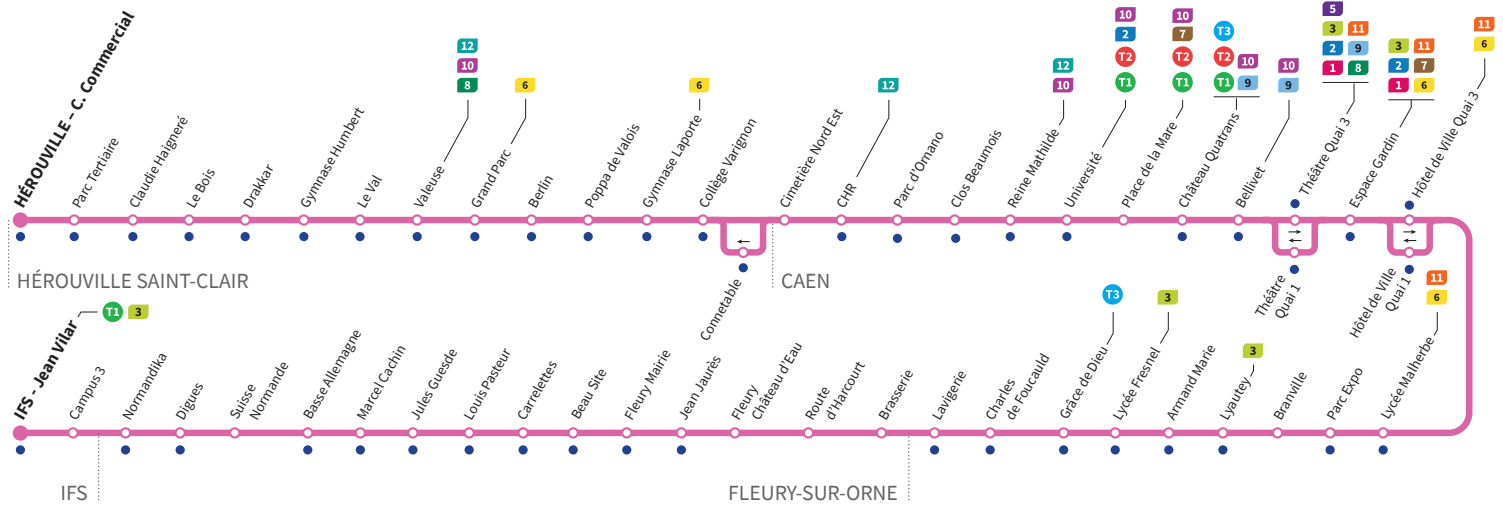 HÉROUVILLE – C. Commercial
Parc Tertiaire
Claudie Haigneré
Le Bois
Drakkar
Gymnase Humbert
Le Val
Valeuse
12
10
8
Grand Parc
6
Berlin
Poppa de Valois
Gymnase Laporte
6
Collège Varignon
Connetable
Cimetière Nord Est
CHR
12
Parc d'Ornano
Clos Beaumois
Reine Mathilde
12
10
Université
10
2
T2
T1
Place de la Mare
10
7
T2
T1
Château Quatrans
T3
T2 10
T1 9
Bellivet
10
9
Théâtre Quai 3
5
3 11
2 9
1 8
Théâtre
Quai 1
Espace Gardin
3 11
2 7
1 6
Hôtel de Ville Quai 3
11
6
Hôtel de Ville
Quai 1
HÉROUVILLE SAINT-CLAIR
CAEN
IFS - Jean Vilar
T1 3
Campus 3
Normandika
Digues
Suisse
Normande
Basse Allemagne
Marcel Cachin
Jules Guesde
Louis Pasteur
Carrelettes
Beau Site
Fleury Mairie
Jean Jaurès
Fleury
Château d'Eau
Route
d'Harcourt
Brasserie
Lavigerie
Charles
de Foucauld
Grâce de Dieu
T3
Lycée Fresnel
3
Armand Marie
Lyautey
3
Branville
Parc Expo
Lycée Malherbe
11
6
IFS
FLEURY-SUR-ORNE